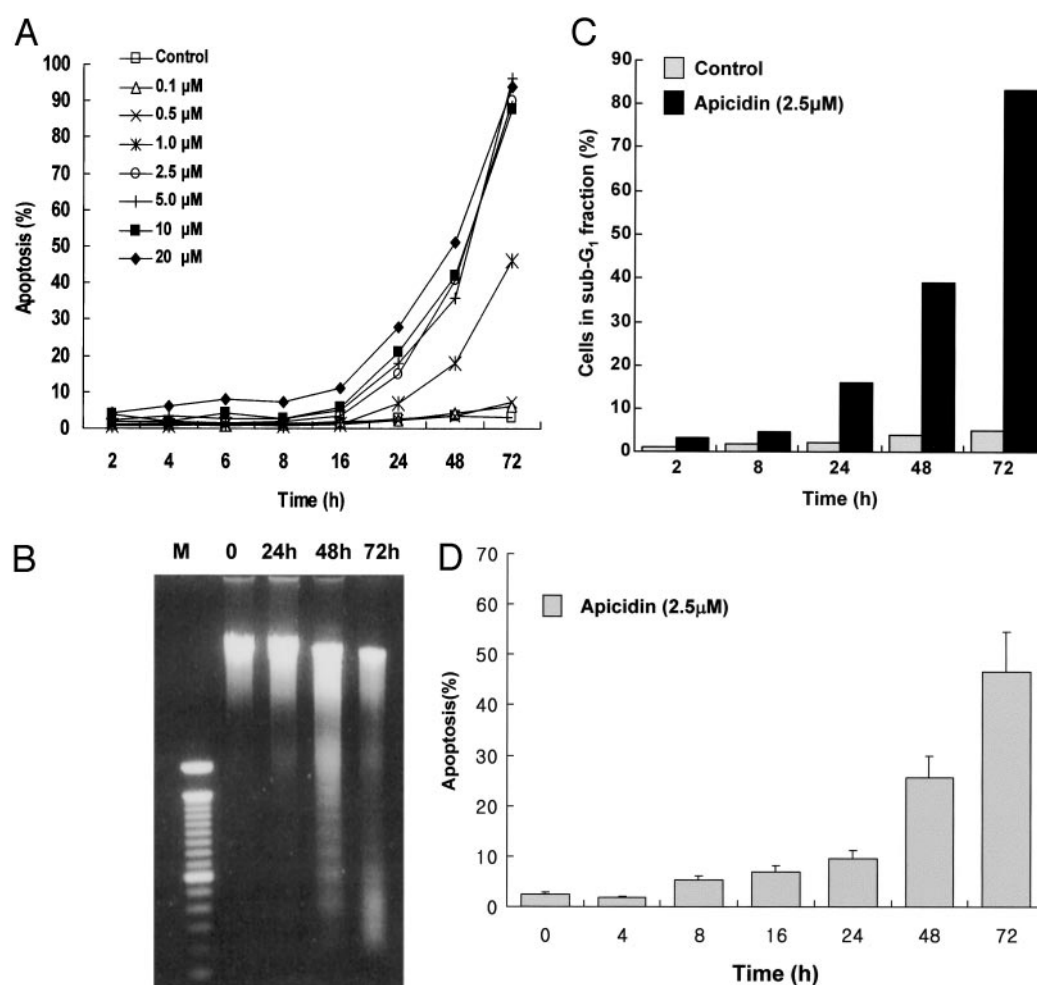 A
Control
0.1 µM
0.5 µM
1.0 µM
2.5 µM
5.0 µM
10 µM
20 µM
100
90
80
70
60
50
40
30
20
10
0
Apoptosis (%)
2 4 6 8 16 24 48 72
Time (h)
C
Control
Apicidin (2.5µM)
90
80
70
60
50
40
30
20
10
0
Cells in sub-G₁ fraction (%)
2 8 24 48 72
Time (h)
B
M 0 24h 48h 72h
D
Apicidin (2.5µM)
70
60
50
40
30
20
10
0
Apoptosis(%)
0 4 8 16 24 48 72
Time (h)